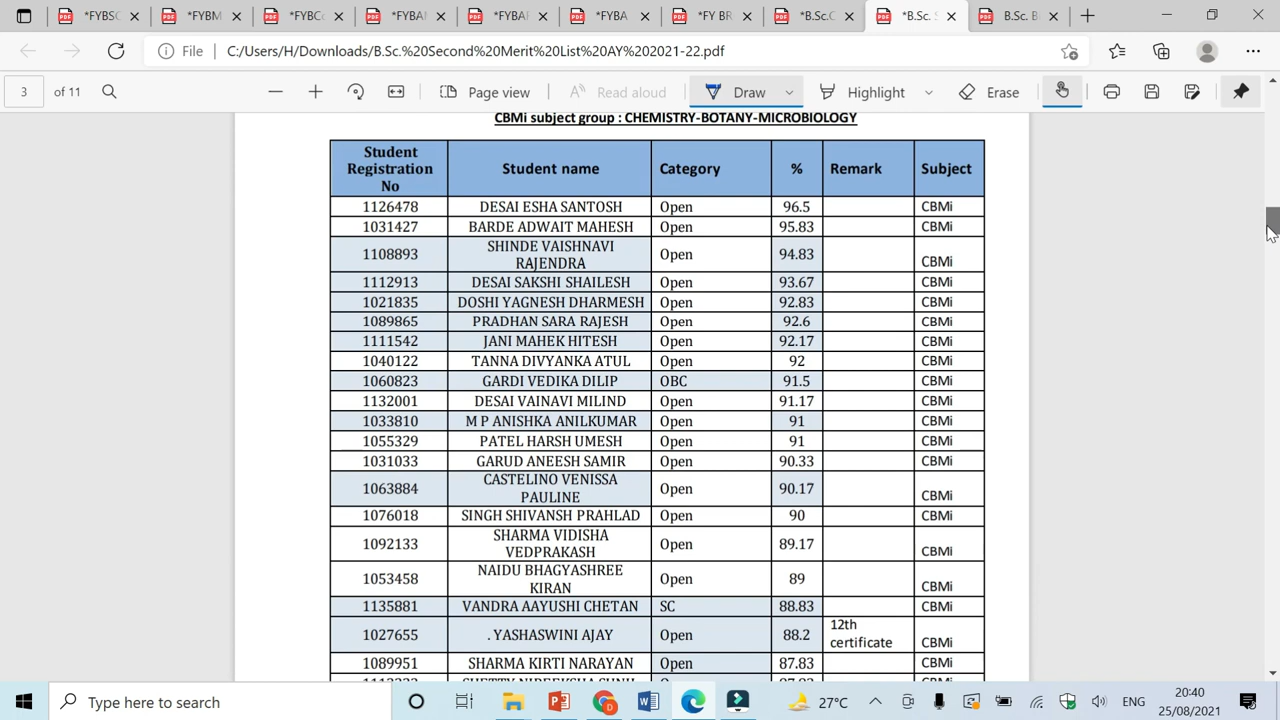 *FYBSC
*FYBM
*FYBCo
*FYBAI
*FYBAF
*FYBA
*FY BR
*B.Sc.C
*B.Sc. S
B.Sc. BI
File C:/Users/H/Downloads/B.Sc.%20Second%20Merit%20List%20AY%202021-22.pdf
3 of 11 Page view Read aloud Draw Highlight Erase
CBMi subject group : CHEMISTRY-BOTANY-MICROBIOLOGY
Student Registration No Student name Category % Remark Subject
1126478 DESAI ESHA SANTOSH Open 96.5 CBMi
1031427 BARDE ADWAIT MAHESH Open 95.83 CBMi
1108893 SHINDE VAISHNAVI RAJENDRA Open 94.83 CBMi
1112913 DESAI SAKSHI SHAILESH Open 93.67 CBMi
1021835 DOSHI YAGNESH DHARMESH Open 92.83 CBMi
1089865 PRADHAN SARA RAJESH Open 92.6 CBMi
1111542 JANI MAHEK HITESH Open 92.17 CBMi
1040122 TANNA DIVYANKA ATUL Open 92 CBMi
1060823 GARDI VEDIKA DILIP OBC 91.5 CBMi
1132001 DESAI VAINAVI MILIND Open 91.17 CBMi
1033810 M P ANISHKA ANILKUMAR Open 91 CBMi
1055329 PATEL HARSH UMESH Open 91 CBMi
1031033 GARUD ANEESH SAMIR Open 90.33 CBMi
1063884 CASTELINO VENISSA PAULINE Open 90.17 CBMi
1076018 SINGH SHIVANSH PRAHLAD Open 90 CBMi
1092133 SHARMA VIDISHA VEDPRAKASH Open 89.17 CBMi
1053458 NAIDU BHAGYASHREE KIRAN Open 89 CBMi
1135881 VANDRA AAYUSHI CHETAN SC 88.83 CBMi
1027655 . YASHASWINI AJAY Open 88.2 12th certificate CBMi
1089951 SHARMA KIRTI NARAYAN Open 87.83 CBMi
Type here to search
27°C
ENG
20:40
25/08/2021